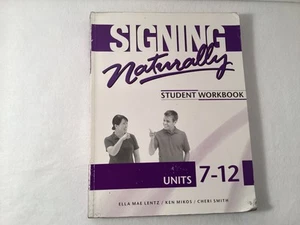 SIGNING
Naturally
STUDENT WORKBOOK
UNITS 7-12
ELLA MAE LENTZ / KEN MIKOS / CHERI SMITH